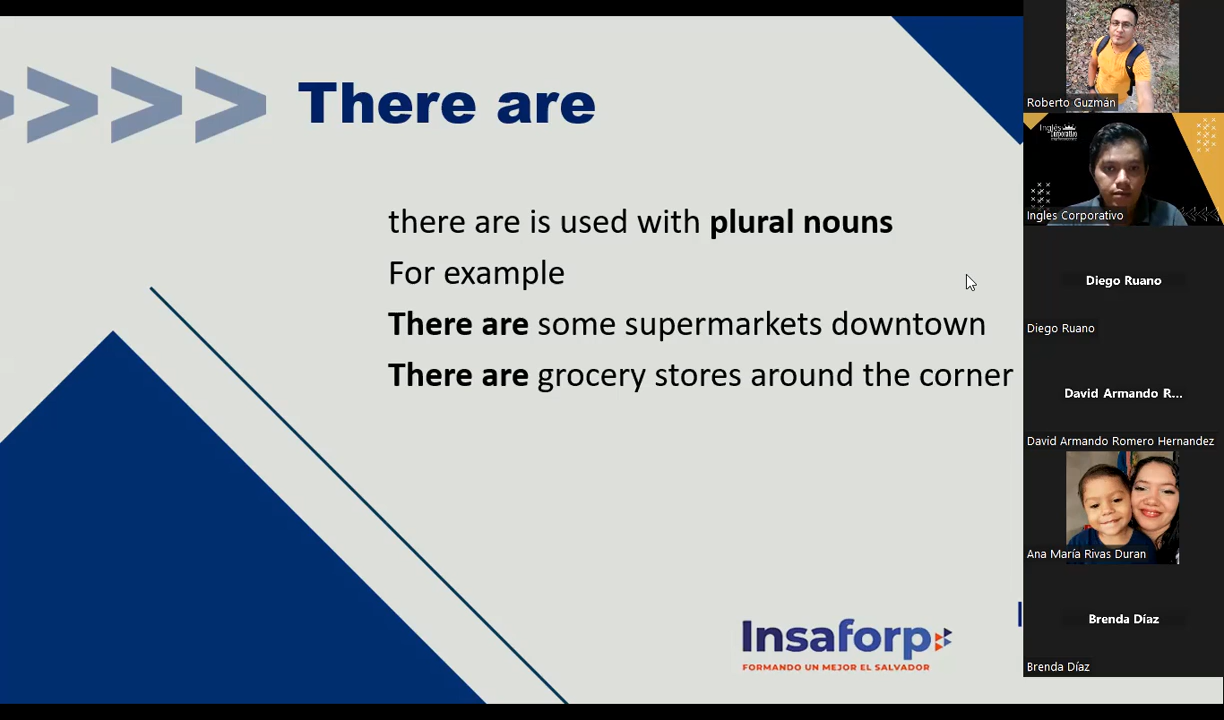 There are
there are is used with plural nouns
For example
There are some supermarkets downtown
There are grocery stores around the corner
Insaforp
FORMANDO UN MEJOR EL SALVADOR
Roberto Guzmán
Inglés
Corporativo
Ingles Corporativo
Diego Ruano
Diego Ruano
David Armando R...
David Armando Romero Hernandez
Ana María Rivas Duran
Brenda Díaz
Brenda Díaz